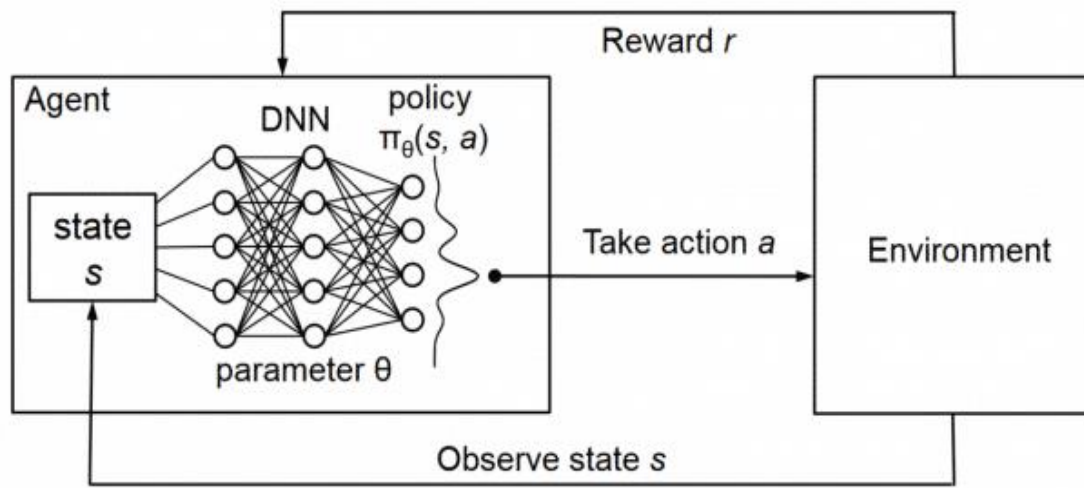 Reward r
Agent
policy
DNN
πθ(s, a)
state
s
Take action a
Environment
parameter θ
Observe state s